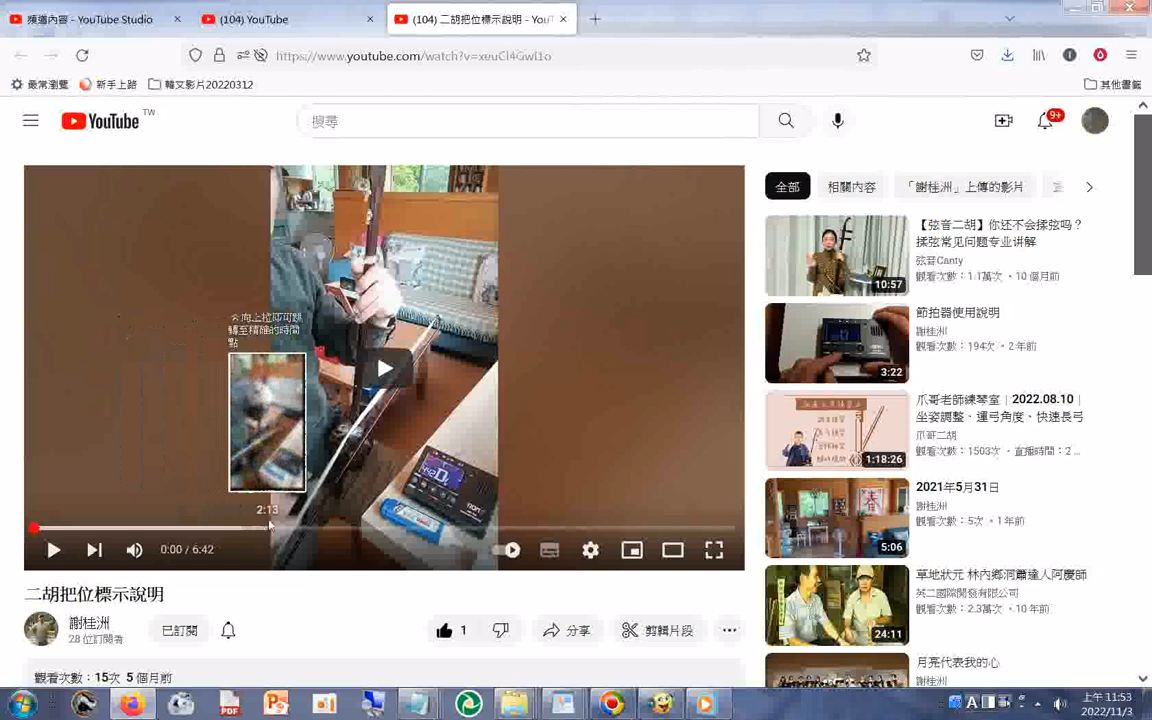 頻道內容 - YouTube Studio
(104) YouTube
(104) 二胡把位標示說明 - YouT
https://www.youtube.com/watch?v=xeuCl4GwI1o
最常瀏覽
新手上路
韓文影片20220312
其他書籤
YouTube TW
搜尋
9+
全部
相關內容
「謝桂洲」上傳的影片
☆向上拉即可跳
轉至精確的時間
點
2:13
0:00 / 6:42
【弦音二胡】你还不会揉弦吗？
揉弦常见问题专业讲解
弦音Canty
觀看次數：1.1萬次・10 個月前
10:57
節拍器使用說明
謝桂洲
觀看次數：194次・2 年前
3:22
爪哥老師練琴室｜2022.08.10｜
坐姿調整、運弓角度、快速長弓
爪哥二胡
觀看次數：1503次・直播時間：2 ...
1:18:26
2021年5月31日
謝桂洲
觀看次數：5次・1 年前
5:06
草地狀元 林內鄉洞簫達人阿慶師
英二國際開發有限公司
觀看次數：2.3萬次・10 年前
24:11
月亮代表我的心
謝桂洲
二胡把位標示說明
謝桂洲
28 位訂閱者
已訂閱
1
分享
剪輯片段
觀看次數：15次 5 個月前
PDF
上午 11:53
2022/11/3